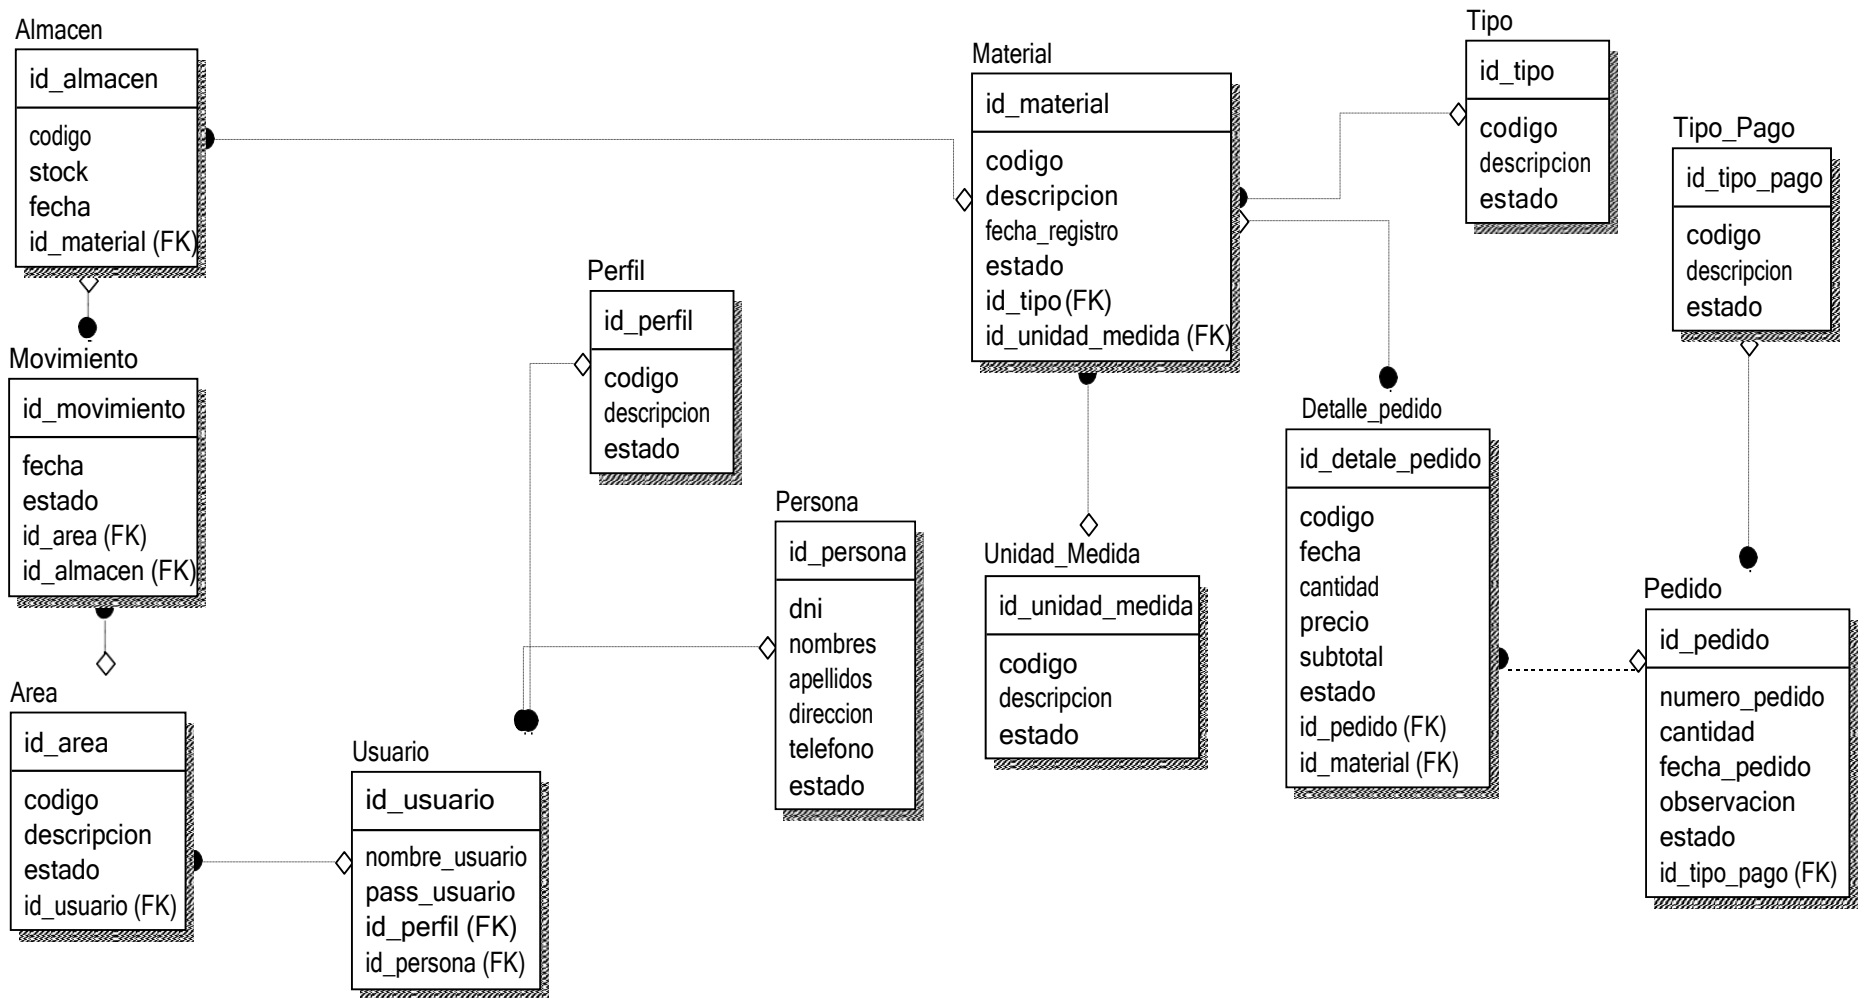 Almacen
id_almacen
codigo
stock
fecha
id_material (FK)
Movimiento
id_movimiento
fecha
estado
id_area (FK)
id_almacen (FK)
Area
id_area
codigo
descripcion
estado
id_usuario (FK)
Usuario
id_usuario
nombre_usuario
pass_usuario
id_perfil (FK)
id_persona (FK)
Perfil
id_perfil
codigo
descripcion
estado
Persona
id_persona
dni
nombres
apellidos
direccion
telefono
estado
Material
id_material
codigo
descripcion
fecha_registro
estado
id_tipo (FK)
id_unidad_medida (FK)
Unidad_Medida
id_unidad_medida
codigo
descripcion
estado
Tipo
id_tipo
codigo
descripcion
estado
Detalle_pedido
id_detale_pedido
codigo
fecha
cantidad
precio
subtotal
estado
id_pedido (FK)
id_material (FK)
Tipo_Pago
id_tipo_pago
codigo
descripcion
estado
Pedido
id_pedido
numero_pedido
cantidad
fecha_pedido
observacion
estado
id_tipo_pago (FK)